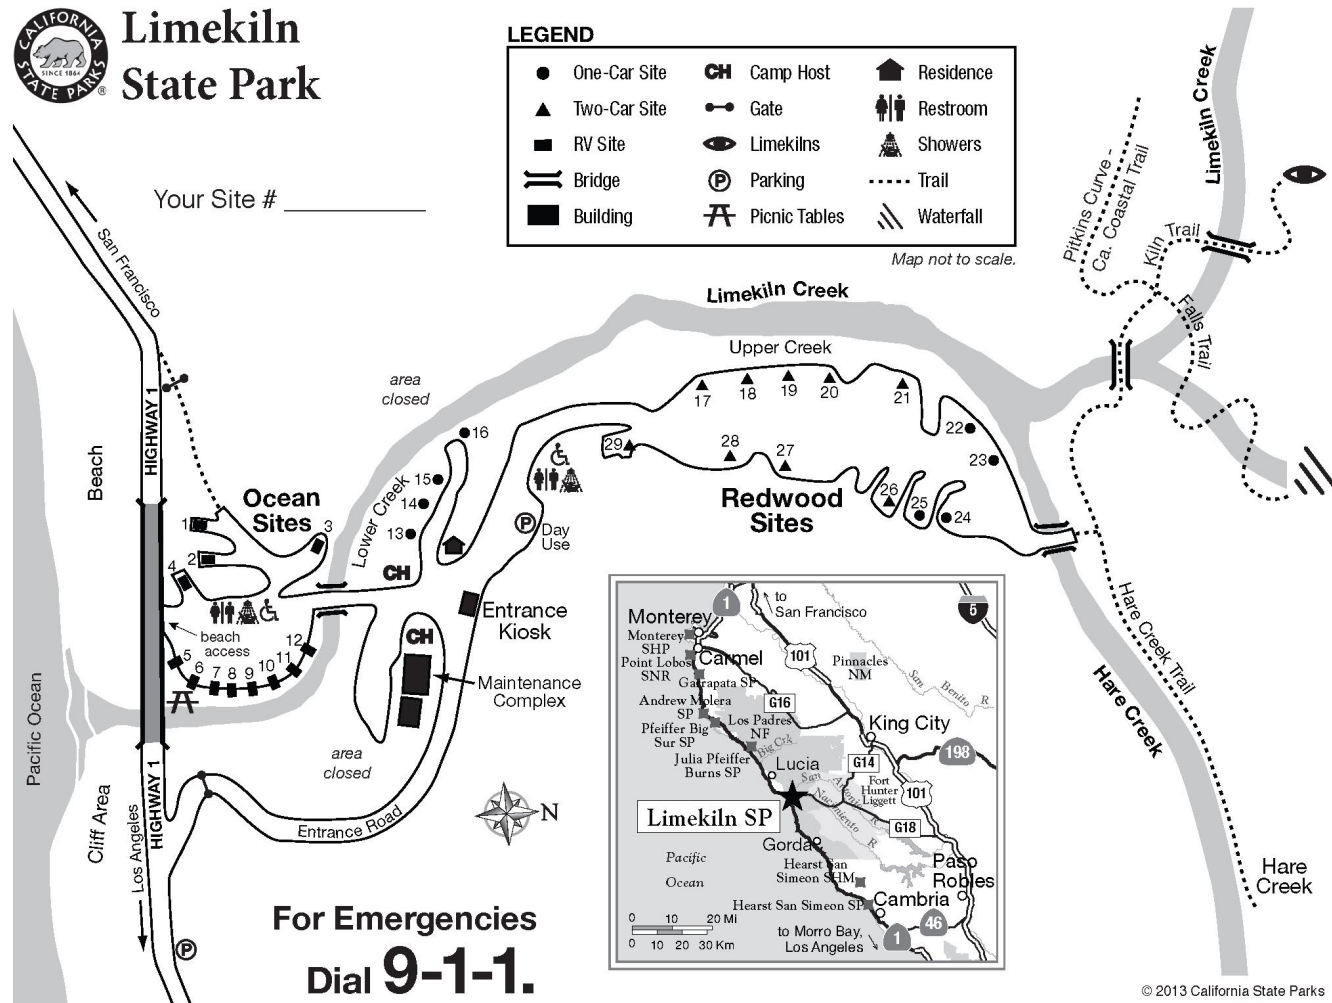 CALIFORNIA
STATE PARKS
SINCE 1864
®
Limekiln
State Park
LEGEND
One-Car Site
Two-Car Site
RV Site
Bridge
Building
CH Camp Host
Gate
Limekilns
P Parking
Picnic Tables
Residence
Restroom
Showers
Trail
Waterfall
Map not to scale.
Your Site #
San Francisco
HIGHWAY 1
Beach
Pacific Ocean
Cliff Area
Los Angeles
HIGHWAY 1
P
area
closed
Ocean
Sites
1
2
3
4
5
6
7
8
9
10
11
12
beach
access
Lower Creek
13
14
15
16
CH
CH
Entrance
Kiosk
Maintenance
Complex
area
closed
Entrance Road
N
P
Day
Use
Limekiln Creek
Upper Creek
17
18
19
20
21
22
23
24
25
26
27
28
29
Redwood
Sites
Limekiln Creek
Pitkins Curve -
Ca. Coastal Trail
Kiln Trail
Falls Trail
Hare Creek Trail
Hare Creek
Hare
Creek
For Emergencies
Dial 9-1-1.
1
to
San Francisco
5
Monterey
Monterey
SHP
Carmel
Point Lobos
SNR
Garrapata SP
101
Pinnacles
NM
San Benito R
G16
Andrew Molera
SP
Los Padres
NF
King City
Pfeiffer Big
Sur SP
Big Crk
198
Julia Pfeiffer
Burns SP
Lucia
G14
San Antonio R
Fort
Hunter
Liggett
101
Limekiln SP
Nacimiento R
G18
Gorda
Pacific
Ocean
Hearst San
Simeon SHM
Paso
Robles
Hearst San Simeon SP
Cambria
46
0 10 20 Mi
0 10 20 30 Km
to Morro Bay,
Los Angeles
1
© 2013 California State Parks